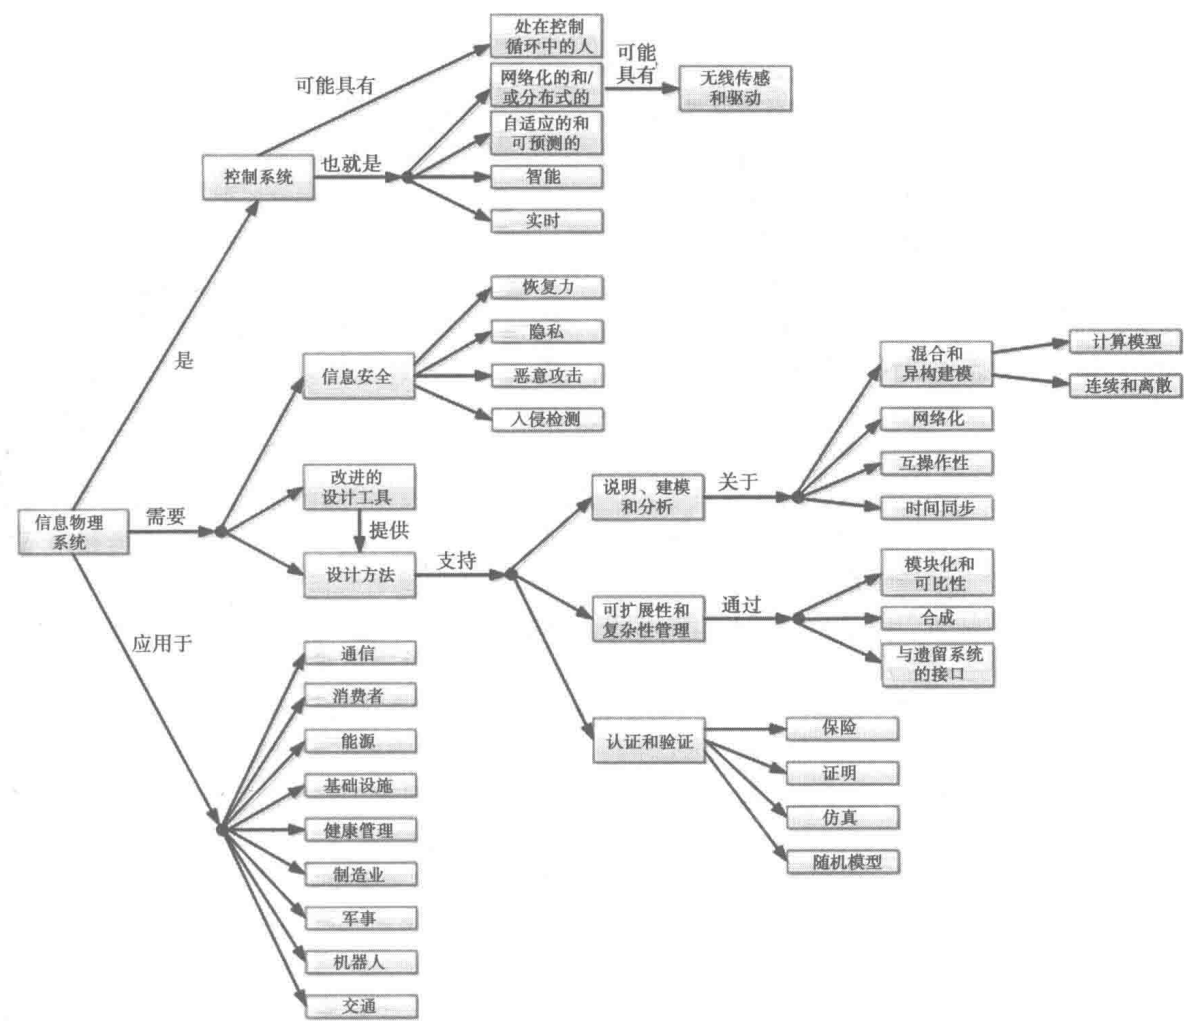 处在控制
循环中的人
可能具有
网络化的和/
或分布式的
可能
具有
无线传感
和驱动
自适应的和
可预测的
控制系统
也就是
智能
实时
是
信息安全
恢复力
隐私
恶意攻击
入侵检测
信息物理
系统
需要
改进的
设计工具
提供
设计方法
支持
说明、建模
和分析
关于
混合和
异构建模
计算模型
连续和离散
网络化
互操作性
时间同步
可扩展性和
复杂性管理
通过
模块化和
可比性
合成
与遗留系统
的接口
认证和验证
保险
证明
仿真
随机模型
应用于
通信
消费者
能源
基础设施
健康管理
制造业
军事
机器人
交通